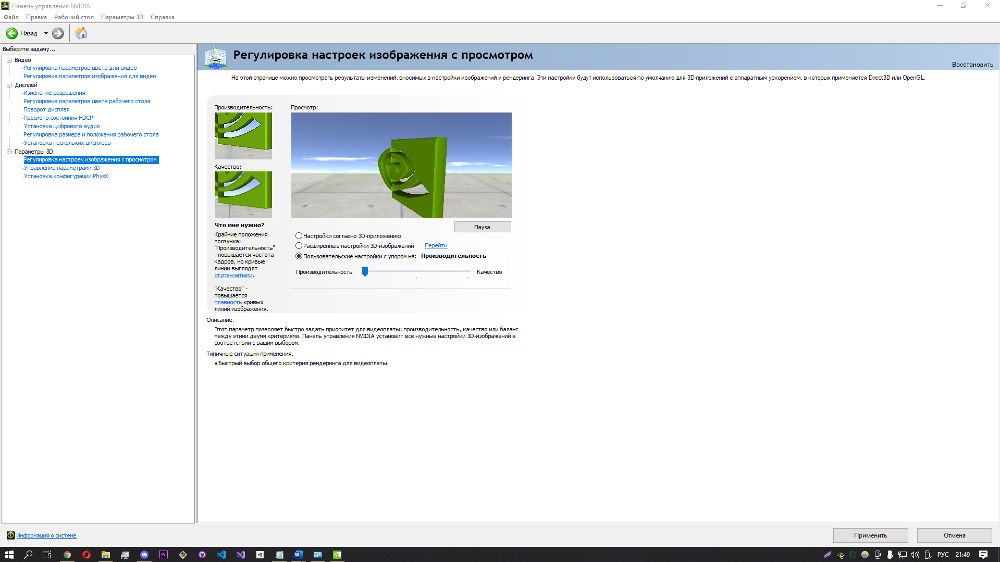 Панель управления NVIDIA
Файл Правка Рабочий стол Параметры 3D Справка
Назад
Выберите задачу...
Видео
Регулировка параметров цвета для видео
Регулировка параметров изображения для видео
Дисплей
Изменение разрешения
Регулировка параметров цвета рабочего стола
Поворот дисплея
Просмотр состояния HDCP
Установка цифрового аудио
Регулировка размера и положения рабочего стола
Установка нескольких дисплеев
Параметры 3D
Регулировка настроек изображения с просмотром
Управление параметрами 3D
Установка конфигурации PhysX
Регулировка настроек изображения с просмотром
Восстановить
На этой странице можно просмотреть результаты изменений, вносимых в настройки изображений и рендеринга. Эти настройки будут использоваться по умолчанию для 3D-приложений с аппаратным ускорением, в которых применяется Direct3D или OpenGL.
Производительность:
Качество:
Что мне нужно?
Крайние положения
ползунка:
"Производительность"
- повышается частота
кадров, но кривые
линии выглядят
ступенчатыми.
"Качество" -
повышается
плавность кривых
линий изображения.
Просмотр:
Пауза
Настройки согласно 3D-приложению
Расширенные настройки 3D-изображений Перейти
Пользовательские настройки с упором на: Производительность
Производительность Качество
Описание.
Этот параметр позволяет быстро задать приоритет для видеоплаты: производительность, качество или баланс
между этими двумя критериями. Панель управления NVIDIA установит все нужные настройки 3D-изображений в
соответствии с вашим выбором.
Типичные ситуации применения.
• Быстрый выбор общего критерия рендеринга для видеоплаты.
Информация о системе
Применить Отмена
Pr
W
РУС 21:49